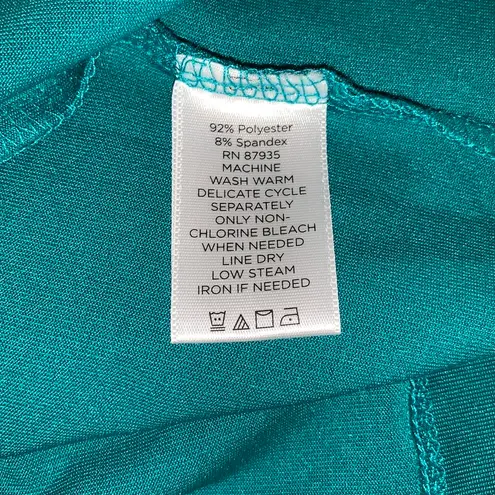 92% Polyester
8% Spandex
RN 87935
MACHINE
WASH WARM
DELICATE CYCLE
SEPARATELY
ONLY NON-
CHLORINE BLEACH
WHEN NEEDED
LINE DRY
LOW STEAM
IRON IF NEEDED